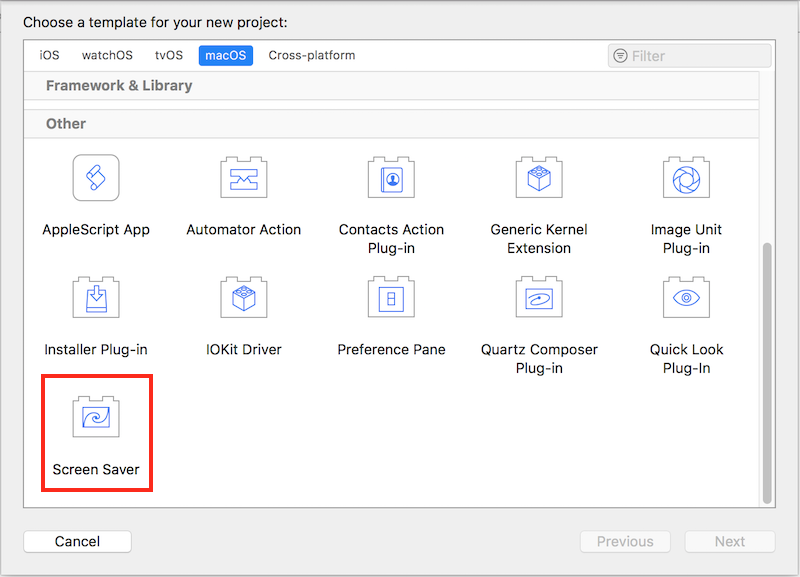 Choose a template for your new project:
iOS watchOS tvOS macOS Cross-platform Filter
Framework & Library
Other
AppleScript App Automator Action Contacts Action Generic Kernel Image Unit
Plug-in Extension Plug-in
Installer Plug-in IOKit Driver Preference Pane Quartz Composer Quick Look
Plug-in Plug-In
Screen Saver
Cancel Previous Next